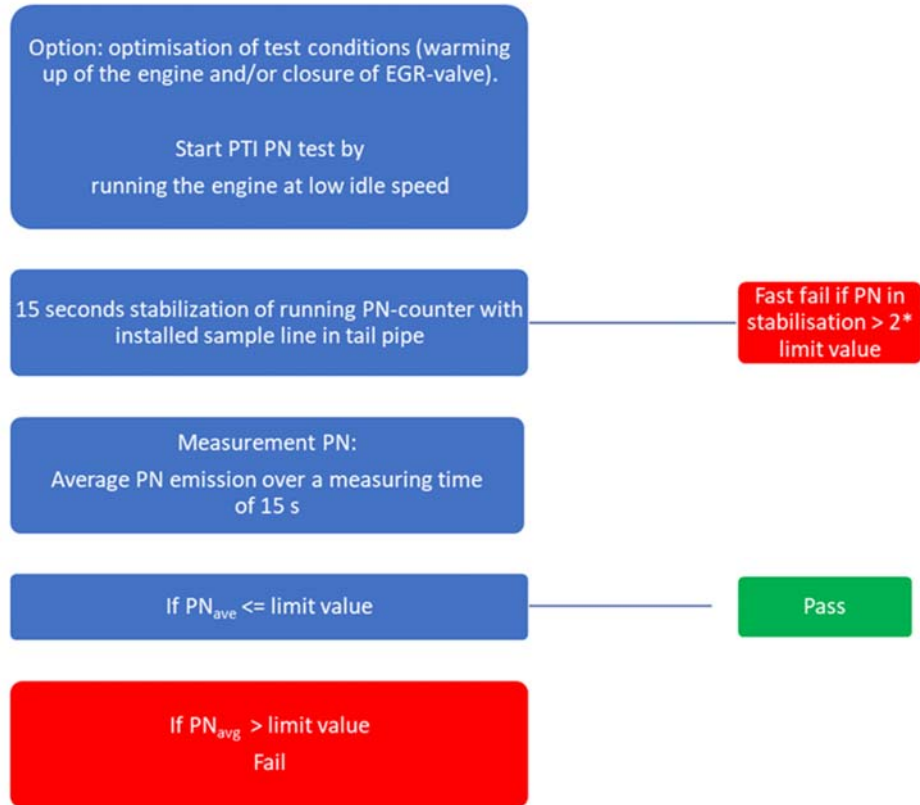 Option: optimisation of test conditions (warming
up of the engine and/or closure of EGR-valve).
Start PTI PN test by
running the engine at low idle speed
15 seconds stabilization of running PN-counter with
installed sample line in tail pipe
Fast fail if PN in
stabilisation > 2*
limit value
Measurement PN:
Average PN emission over a measuring time
of 15 s
If PNave <= limit value
Pass
If PNavg > limit value
Fail